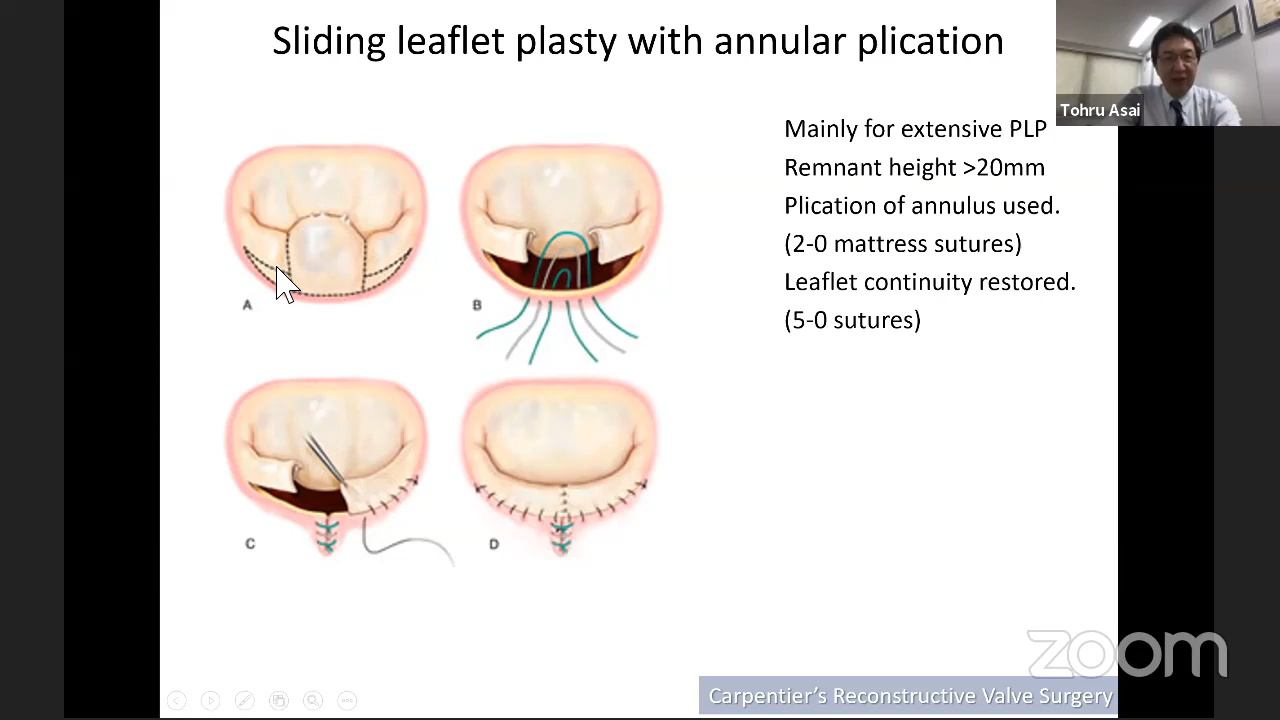 Sliding leaflet plasty with annular plication
Tohru Asai
Mainly for extensive PLP
Remnant height >20mm
Plication of annulus used.
(2-0 mattress sutures)
Leaflet continuity restored.
(5-0 sutures)
A
B
C
D
zoom
Carpentier's Reconstructive Valve Surgery